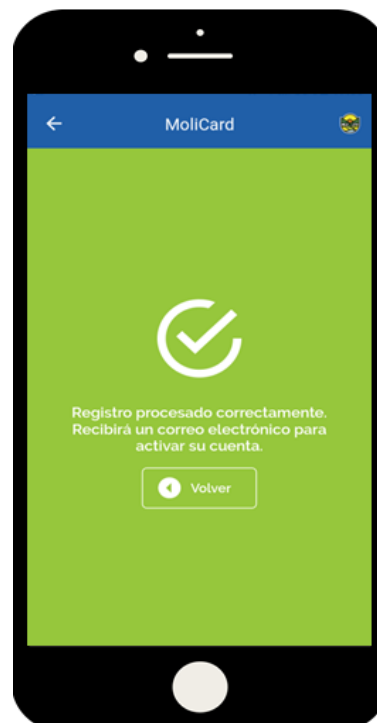 MoliCard
Registro procesado correctamente.
Recibirá un correo electrónico para
activar su cuenta.
Volver